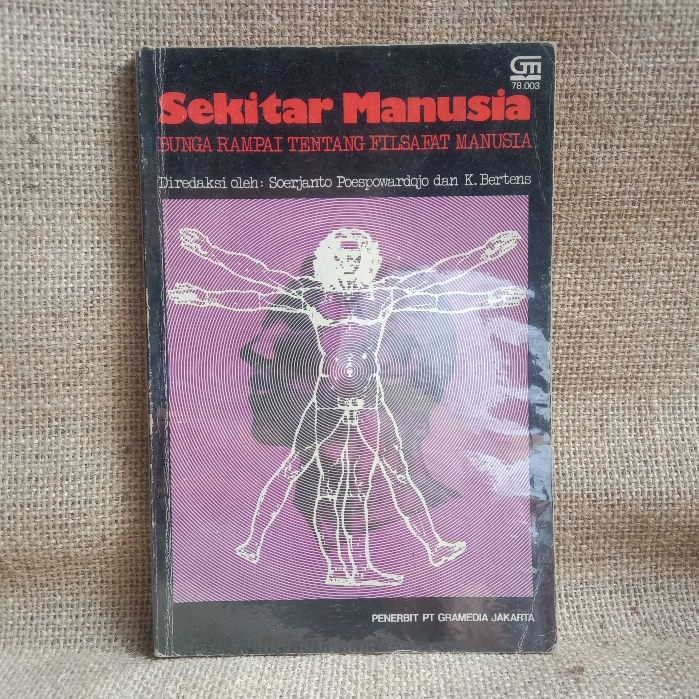 GM
78.003
Sekitar Manusia
BUNGA RAMPAI TENTANG FILSAFAT MANUSIA
Diredaksi oleh: Soerjanto Poespowardojo dan K. Bertens
PENERBIT PT GRAMEDIA JAKARTA